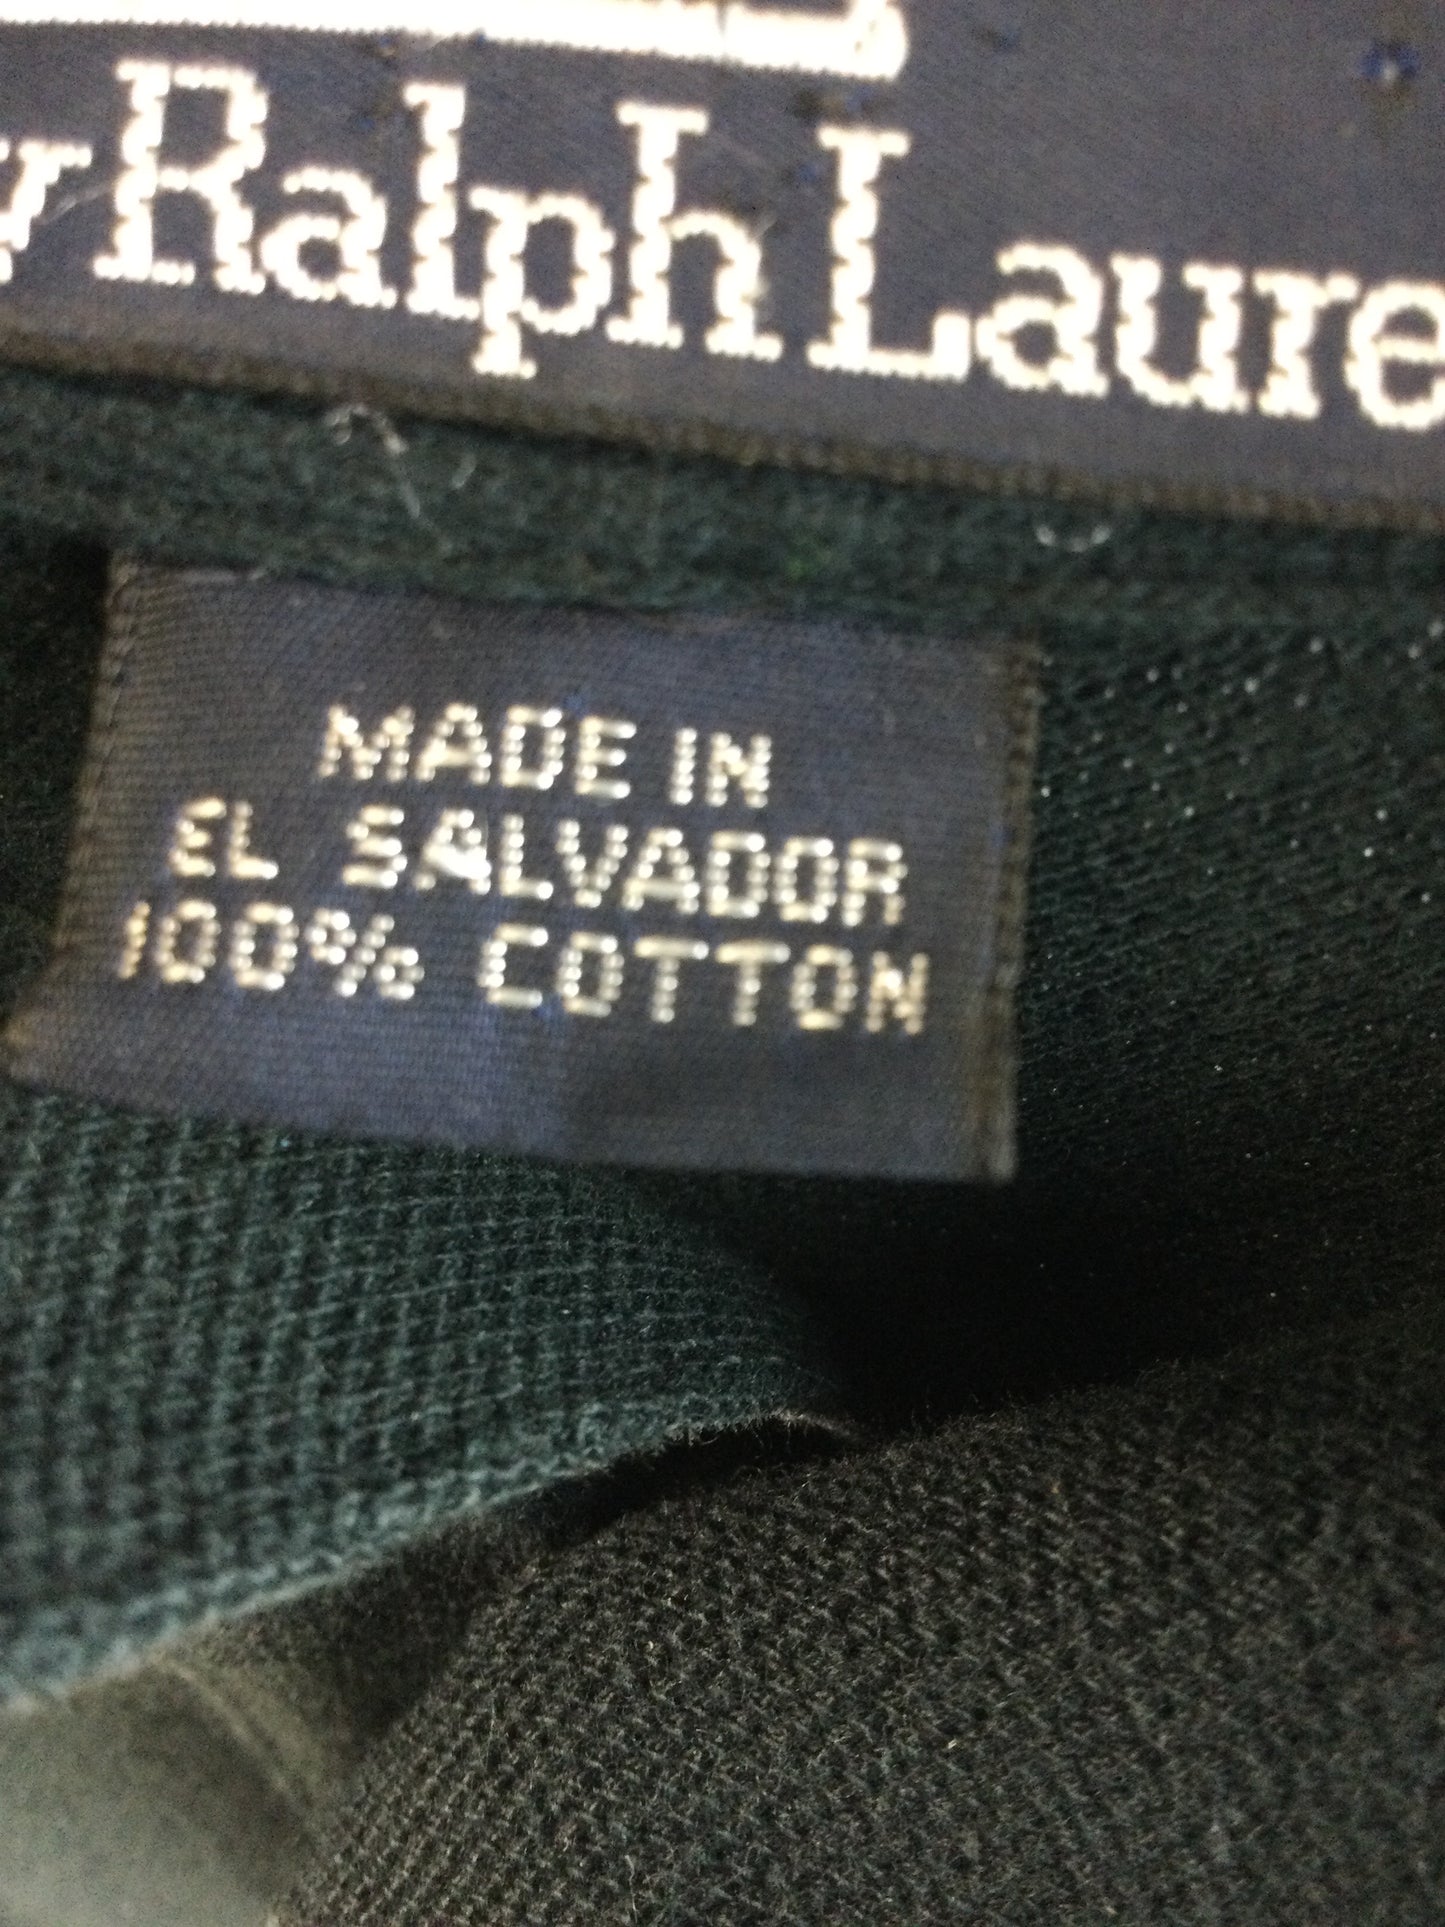 y Ralph Laure
MADE IN
EL SALVADOR
100% COTTON